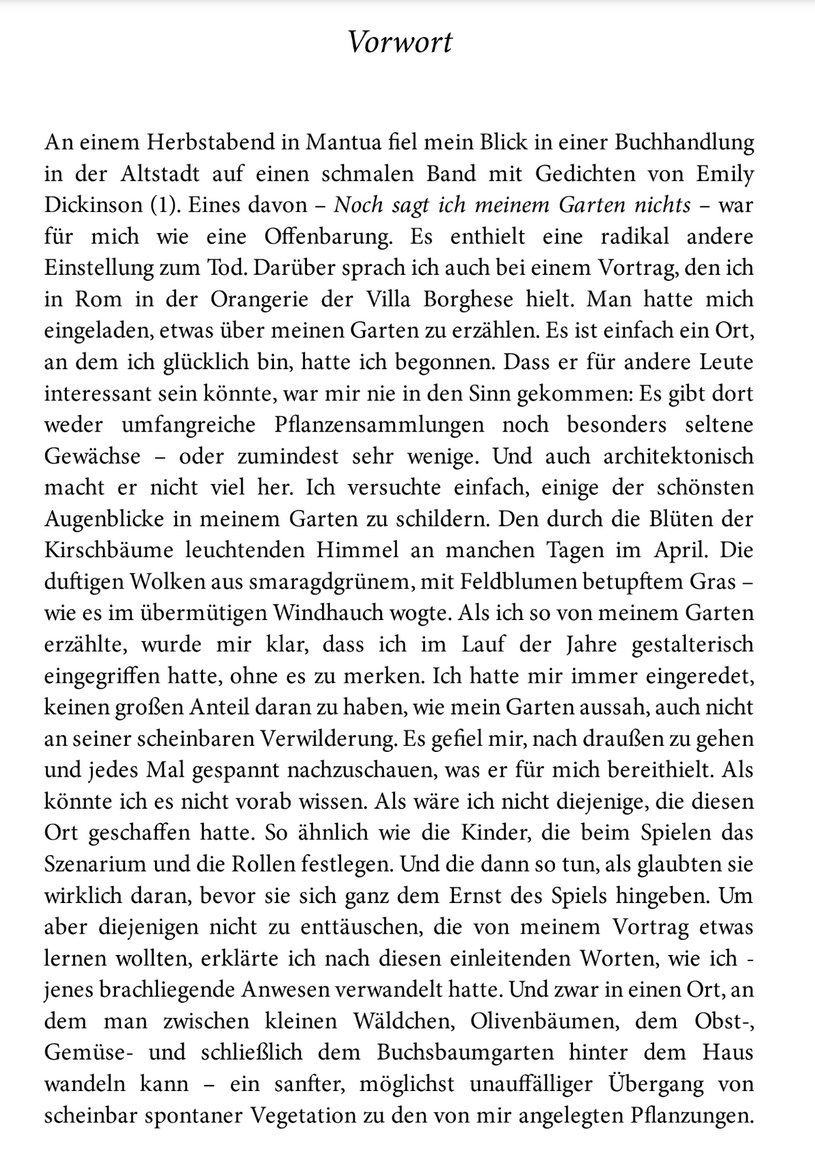 Vorwort
An einem Herbstabend in Mantua fiel mein Blick in einer Buchhandlung
in der Altstadt auf einen schmalen Band mit Gedichten von Emily
Dickinson (1). Eines davon – Noch sagt ich meinem Garten nichts – war
für mich wie eine Offenbarung. Es enthielt eine radikal andere
Einstellung zum Tod. Darüber sprach ich auch bei einem Vortrag, den ich
in Rom in der Orangerie der Villa Borghese hielt. Man hatte mich
eingeladen, etwas über meinen Garten zu erzählen. Es ist einfach ein Ort,
an dem ich glücklich bin, hatte ich begonnen. Dass er für andere Leute
interessant sein könnte, war mir nie in den Sinn gekommen: Es gibt dort
weder umfangreiche Pflanzensammlungen noch besonders seltene
Gewächse – oder zumindest sehr wenige. Und auch architektonisch
macht er nicht viel her. Ich versuchte einfach, einige der schönsten
Augenblicke in meinem Garten zu schildern. Den durch die Blüten der
Kirschbäume leuchtenden Himmel an manchen Tagen im April. Die
duftigen Wolken aus smaragdgrünem, mit Feldblumen betupftem Gras –
wie es im übermütigen Windhauch wogte. Als ich so von meinem Garten
erzählte, wurde mir klar, dass ich im Lauf der Jahre gestalterisch
eingegriffen hatte, ohne es zu merken. Ich hatte mir immer eingeredet,
keinen großen Anteil daran zu haben, wie mein Garten aussah, auch nicht
an seiner scheinbaren Verwilderung. Es gefiel mir, nach draußen zu gehen
und jedes Mal gespannt nachzuschauen, was er für mich bereithielt. Als
könnte ich es nicht vorab wissen. Als wäre ich nicht diejenige, die diesen
Ort geschaffen hatte. So ähnlich wie die Kinder, die beim Spielen das
Szenarium und die Rollen festlegen. Und die dann so tun, als glaubten sie
wirklich daran, bevor sie sich ganz dem Ernst des Spiels hingeben. Um
aber diejenigen nicht zu enttäuschen, die von meinem Vortrag etwas
lernen wollten, erklärte ich nach diesen einleitenden Worten, wie ich -
jenes brachliegende Anwesen verwandelt hatte. Und zwar in einen Ort, an
dem man zwischen kleinen Wäldchen, Olivenbäumen, dem Obst-,
Gemüse- und schließlich dem Buchsbaumgarten hinter dem Haus
wandeln kann – ein sanfter, möglichst unauffälliger Übergang von
scheinbar spontaner Vegetation zu den von mir angelegten Pflanzungen.